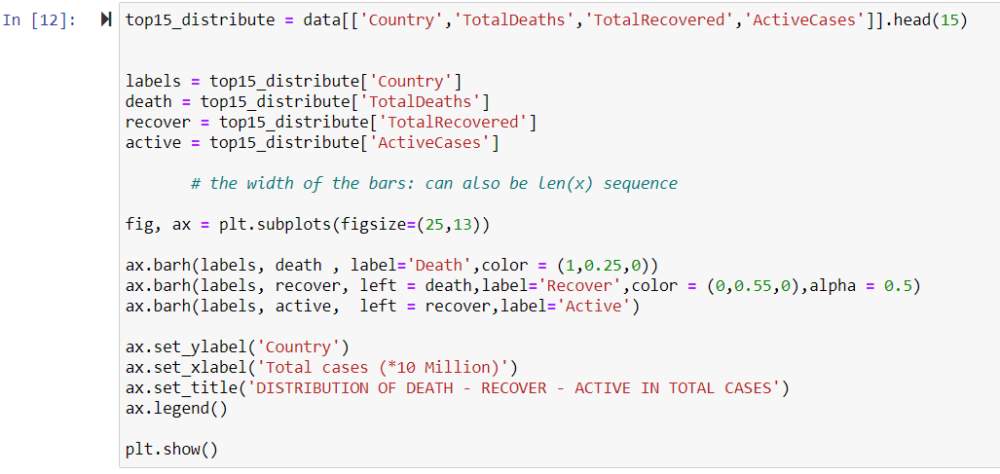 In [12]: top15_distribute = data[['Country','TotalDeaths','TotalRecovered','ActiveCases']].head(15)
labels = top15_distribute['Country']
death = top15_distribute['TotalDeaths']
recover = top15_distribute['TotalRecovered']
active = top15_distribute['ActiveCases']
# the width of the bars: can also be len(x) sequence
fig, ax = plt.subplots(figsize=(25,13))
ax.barh(labels, death , label='Death',color = (1,0.25,0))
ax.barh(labels, recover, left = death,label='Recover',color = (0,0.55,0),alpha = 0.5)
ax.barh(labels, active,  left = recover,label='Active')
ax.set_ylabel('Country')
ax.set_xlabel('Total cases (*10 Million)')
ax.set_title('DISTRIBUTION OF DEATH - RECOVER - ACTIVE IN TOTAL CASES')
ax.legend()
plt.show()